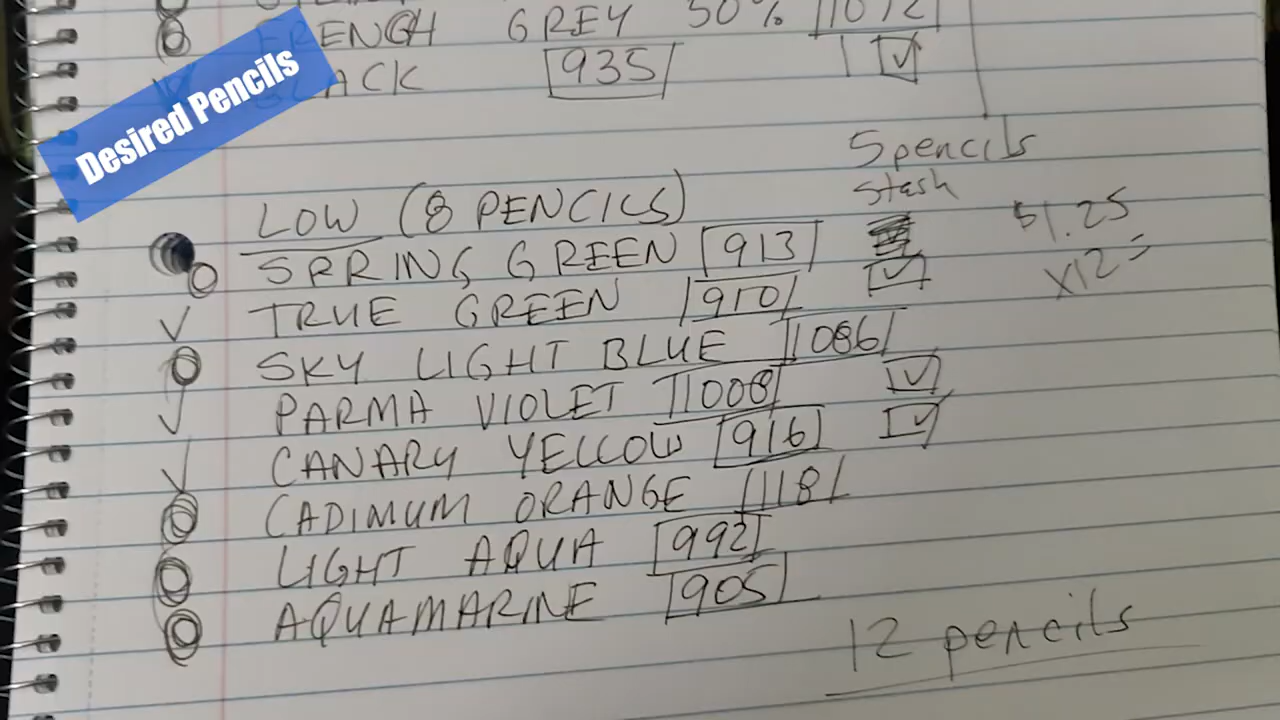 FRENCH GREY 50% 1072
Desired Pencils
935
5 pencils
stash
LOW (8 PENCILS)
$1.25
x12=
SPRING GREEN 913
TRUE GREEN 910
SKY LIGHT BLUE 1086
PARMA VIOLET 1008
CANARY YELLOW 916
CADIMUM ORANGE 118
LIGHT AQUA 992
AQUAMARINE 905
12 pencils